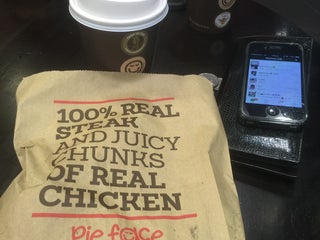 100% REAL
STEAK
AND JUICY
CHUNKS
OF REAL
CHICKEN
pie face